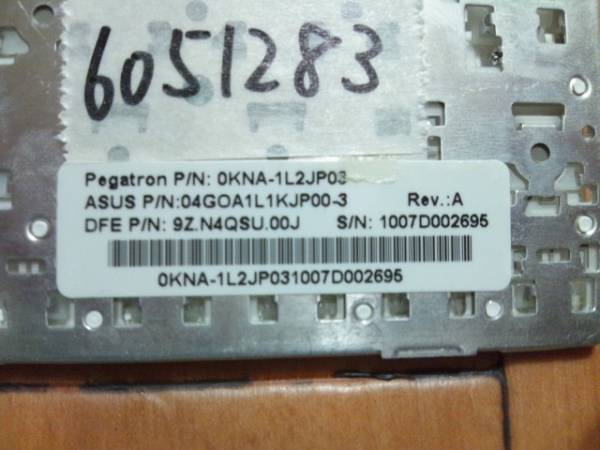 6051283
Pegatron P/N: 0KNA-1L2JP03
ASUS P/N:04GOA1L1KJP00-3 Rev.:A
DFE P/N: 9Z.N4QSU.00J S/N: 1007D002695
0KNA-1L2JP031007D002695